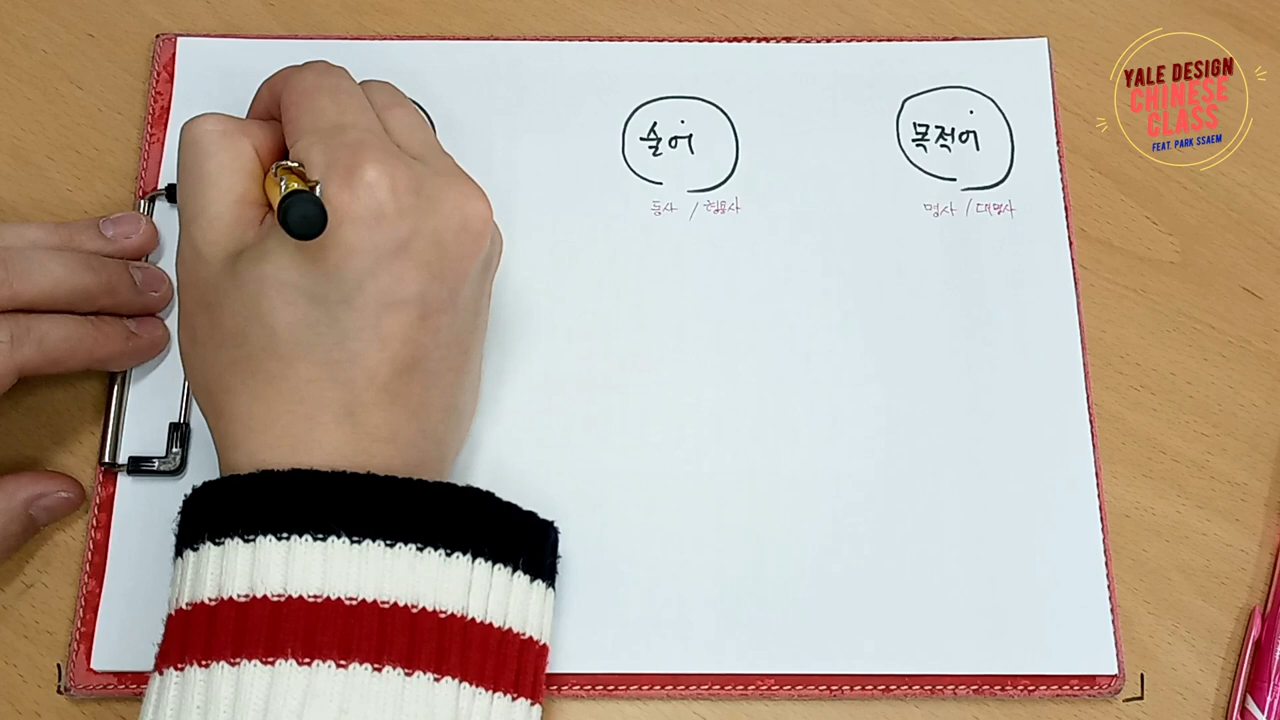 술어
목적어
동사 / 형용사
명사 / 대명사
YALE DESIGN
CHINESE
CLASS
FEAT. PARK SSAEM